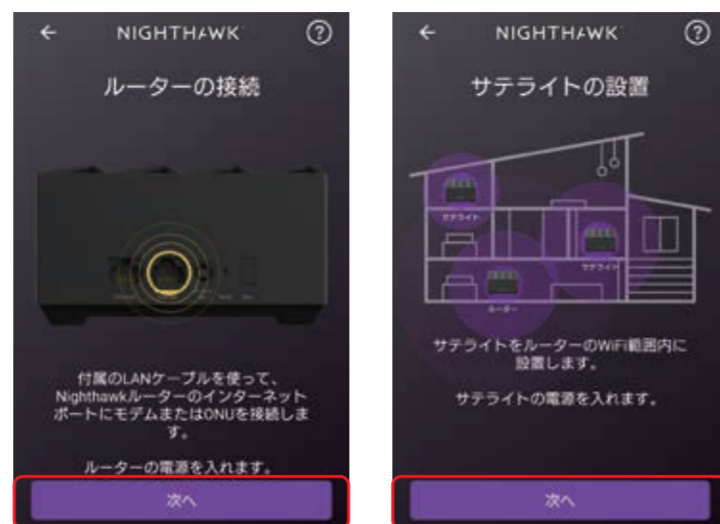 NIGHTHAWK
?
ルーターの接続
付属のLANケーブルを使って、
Nighthawkルーターのインターネット
ポートにモデムまたはONUを接続しま
す。
ルーターの電源を入れます。
次へ
NIGHTHAWK
?
サテライトの設置
サテライト
サテライト
ルーター
サテライトをルーターのWiFi範囲内に
設置します。
サテライトの電源を入れます。
次へ